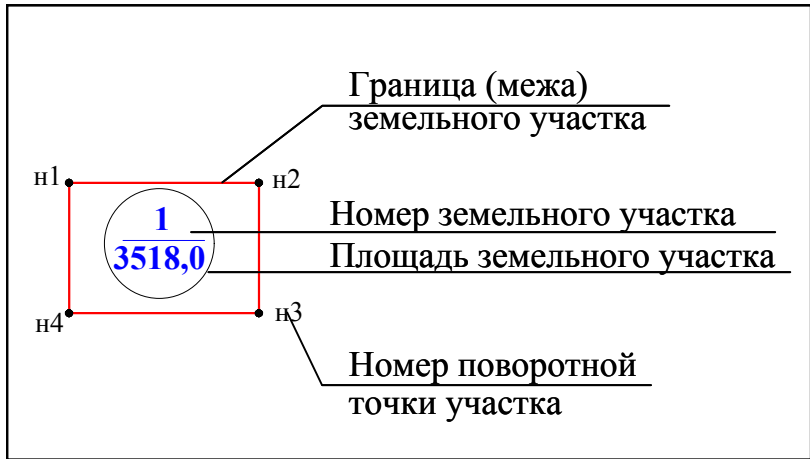 Граница (межа)
земельного участка
н1
н2
1
Номер земельного участка
3518,0
Площадь земельного участка
н4
н3
Номер поворотной
точки участка